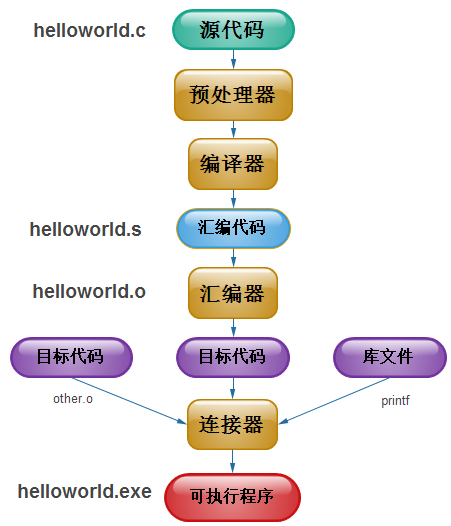 helloworld.c
源代码
预处理器
编译器
helloworld.s
汇编代码
helloworld.o
汇编器
目标代码
目标代码
库文件
other.o
printf
连接器
helloworld.exe
可执行程序